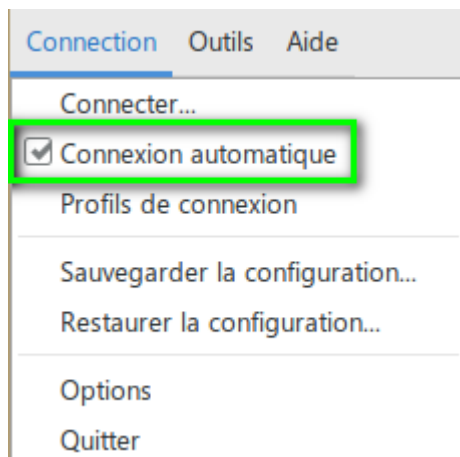 Connection Outils Aide
Connecter...
Connexion automatique
Profils de connexion
Sauvegarder la configuration...
Restaurer la configuration...
Options
Quitter